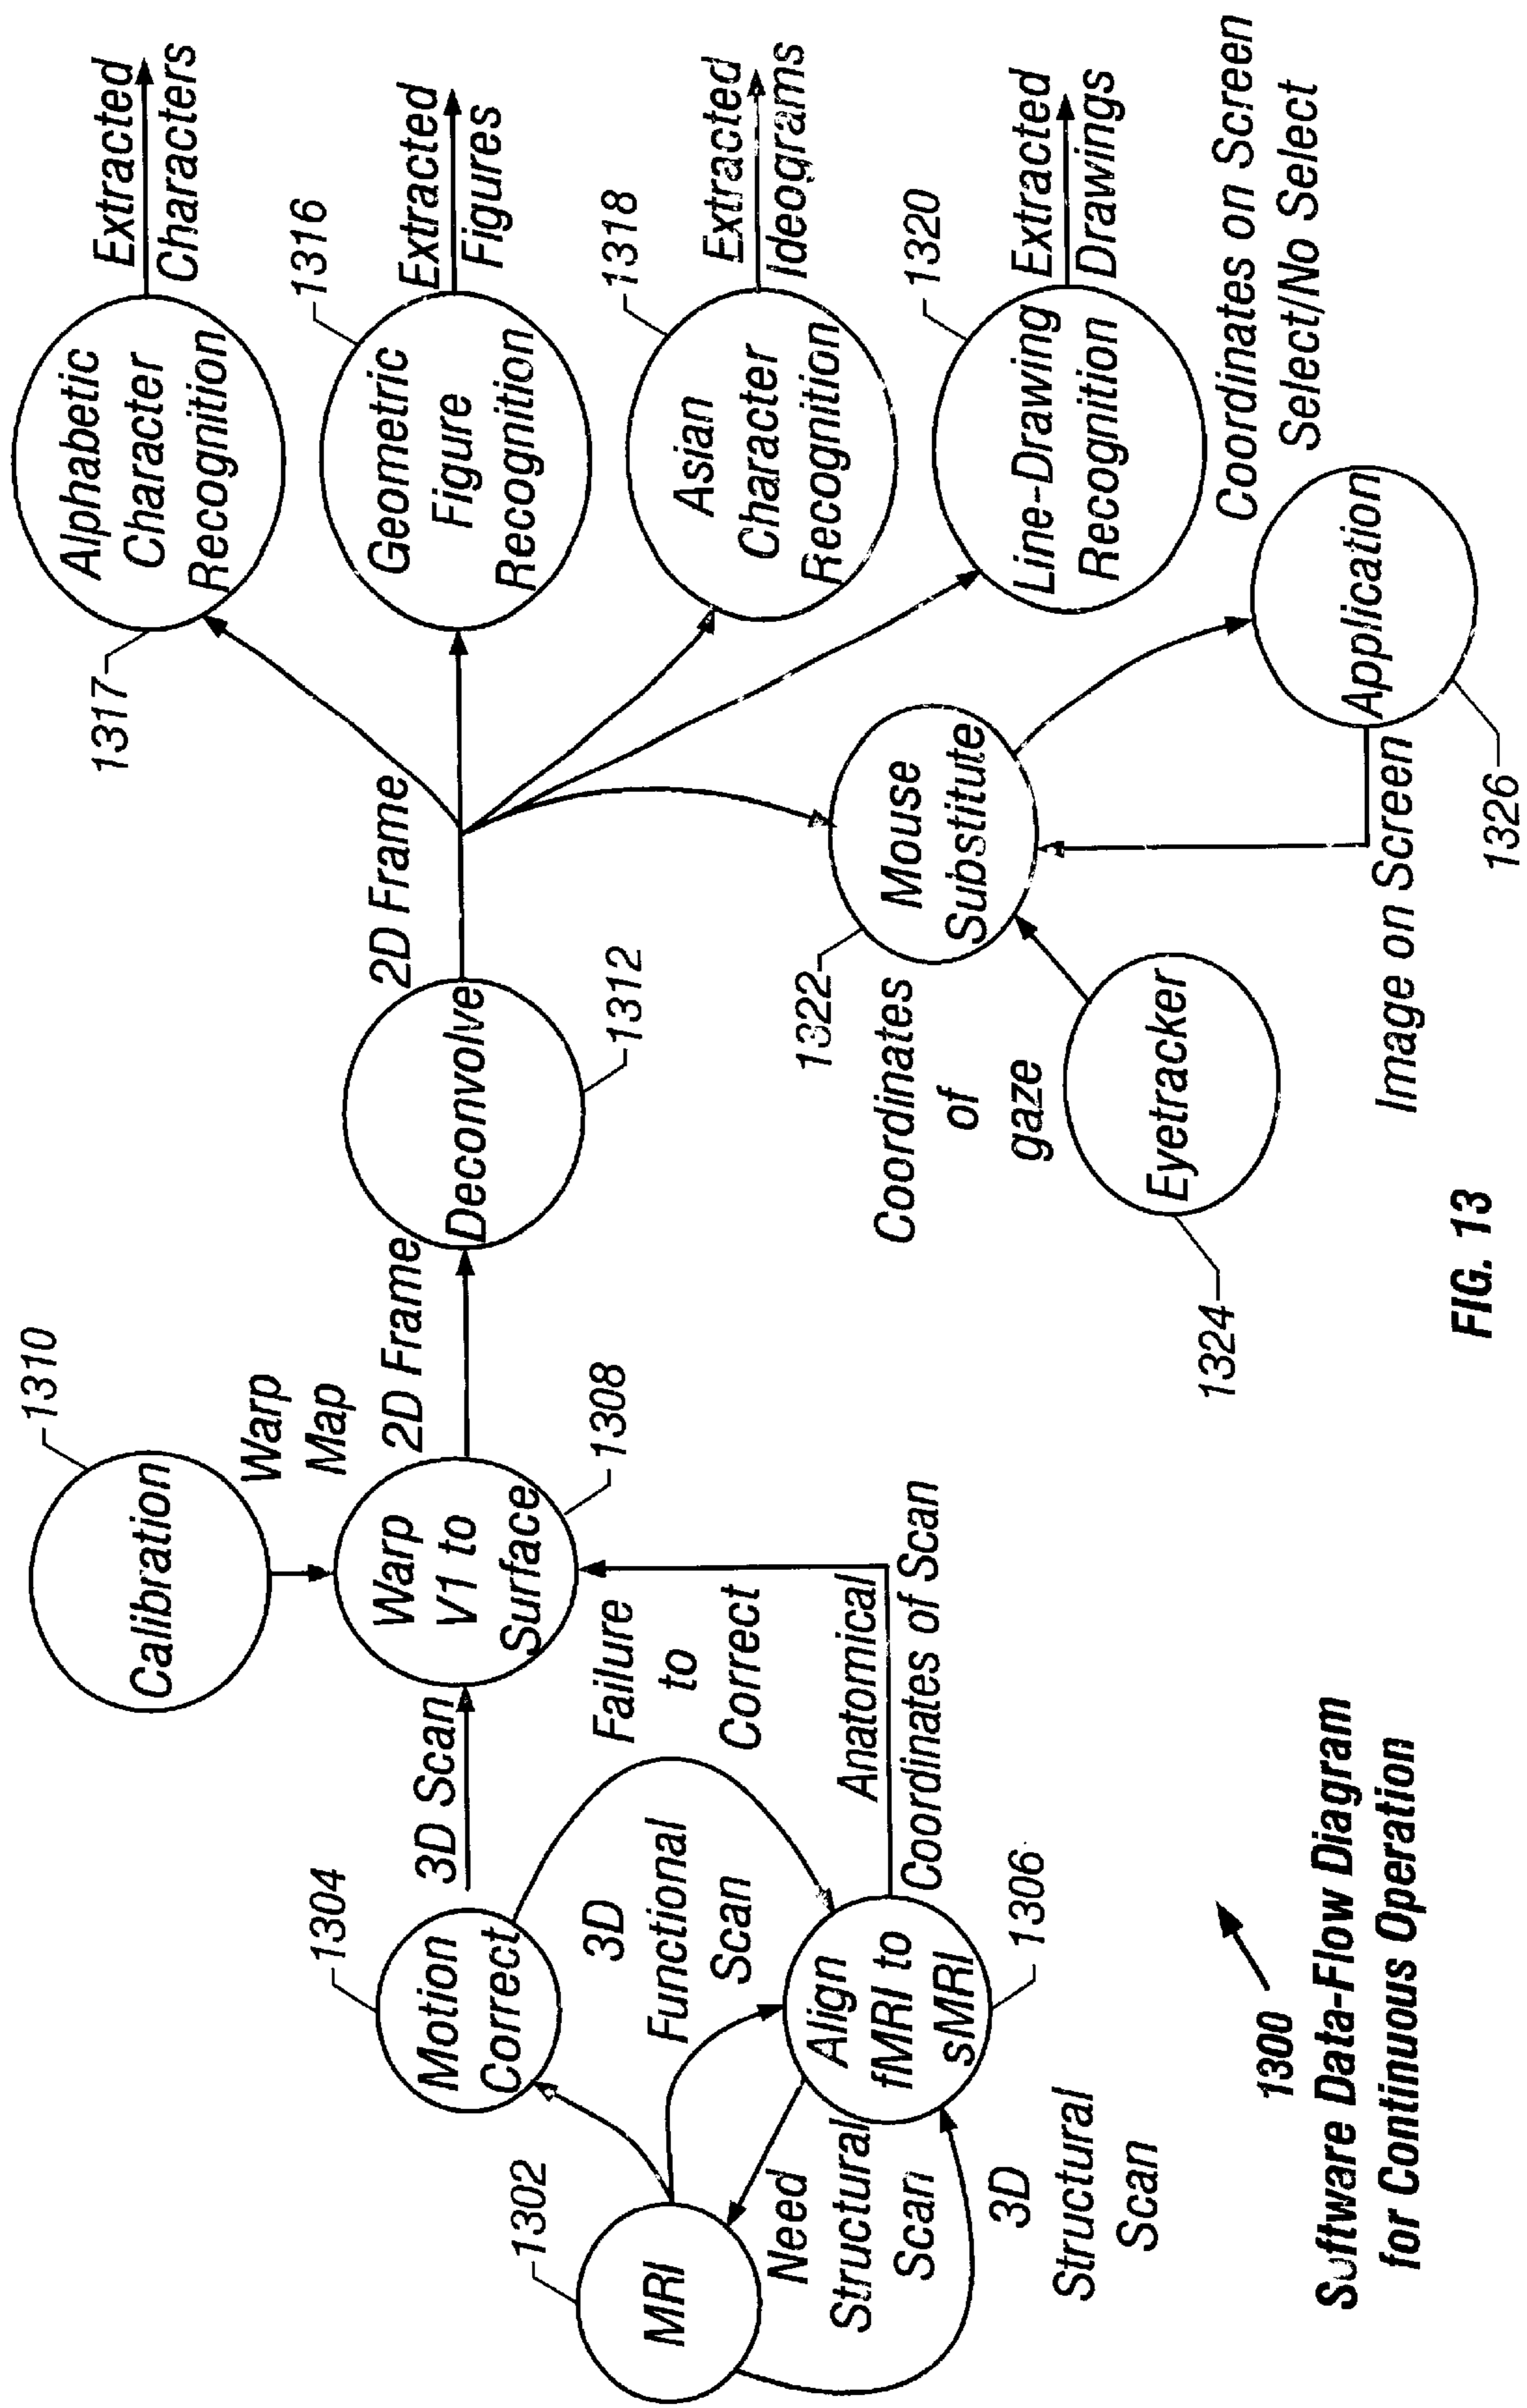 1302
MRI
1304
Motion
Correct
3D
Functional
Scan
Need
Structural
Scan
3D
Structural
Scan
Align
fMRI to
sMRI
1306
3D Scan
Failure
to
Correct
Anatomical
Coordinates of Scan
1310
Calibration
Warp
Map
Warp
V1 to
Surface
1308
2D Frame
Deconvolve
1312
2D Frame
1317
Alphabetic
Character
Recognition
Extracted
Characters
1316
Geometric
Figure
Recognition
Extracted
Figures
1318
Asian
Character
Recognition
Extracted
Ideograms
1320
Line-Drawing
Recognition
Extracted
Drawings
1322
Mouse
Substitute
Coordinates
of
gaze
Eyetracker
1324
Coordinates on Screen
Select/No Select
Application
1326
Image on Screen
1300
Software Data-Flow Diagram
for Continuous Operation
FIG. 13